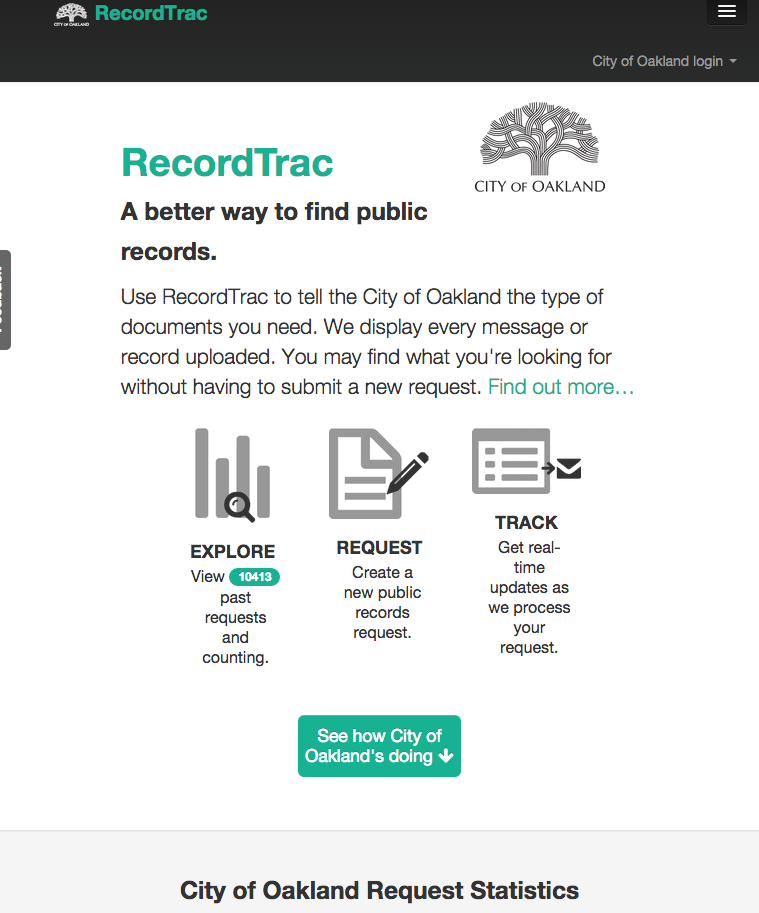 CITY OF OAKLAND
RecordTrac
City of Oakland login
RecordTrac
CITY OF OAKLAND
A better way to find public
records.
Use RecordTrac to tell the City of Oakland the type of
documents you need. We display every message or
record uploaded. You may find what you're looking for
without having to submit a new request. Find out more…
EXPLORE
View 10413
past
requests
and
counting.
REQUEST
Create a
new public
records
request.
TRACK
Get real-
time
updates as
we process
your
request.
See how City of
Oakland's doing
City of Oakland Request Statistics